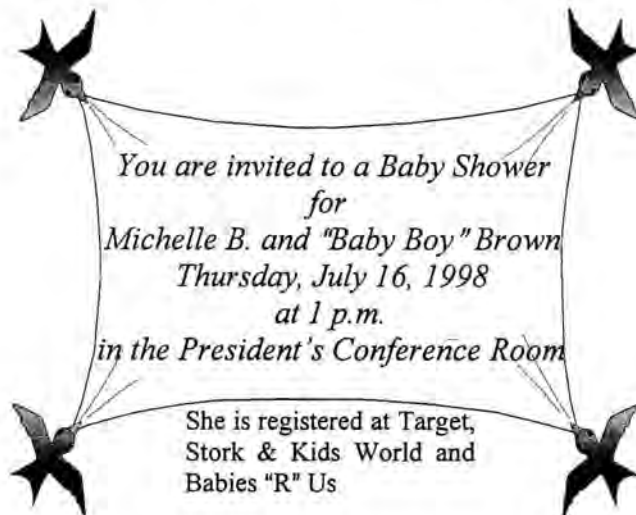 You are invited to a Baby Shower
for
Michelle B. and "Baby Boy" Brown
Thursday, July 16, 1998
at 1 p.m.
in the President's Conference Room
She is registered at Target,
Stork & Kids World and
Babies "R" Us